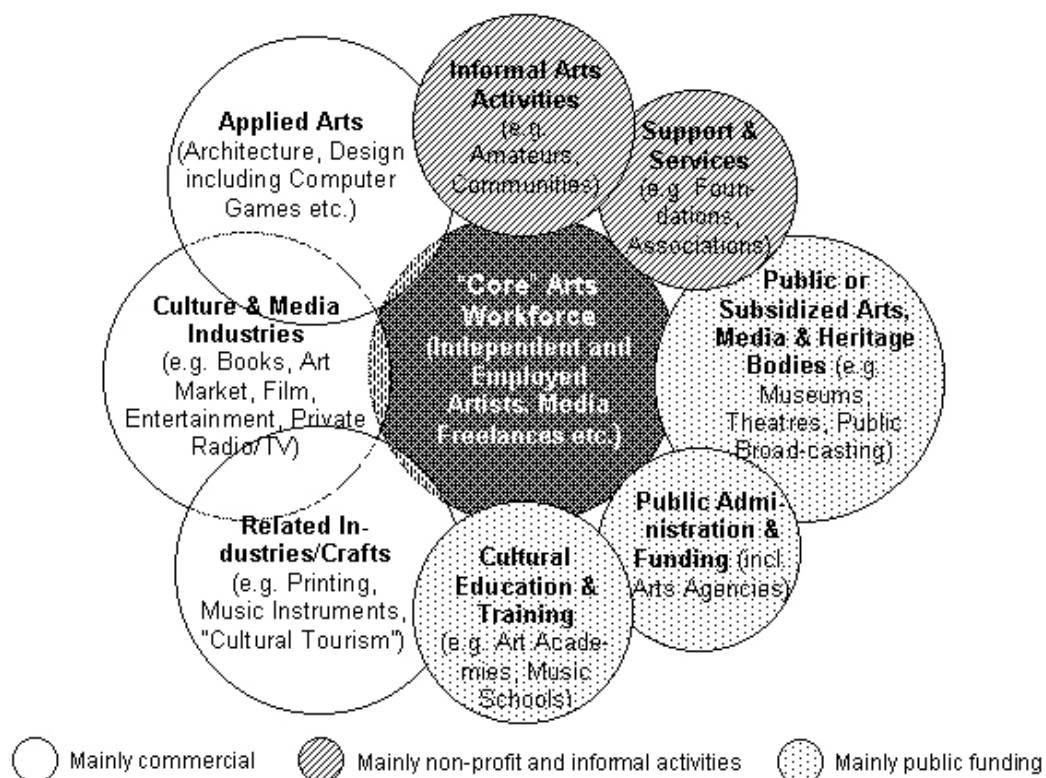 Informal Arts
Activities
(e.g.
Amateurs,
Communities)
Applied Arts
(Architecture, Design
including Computer
Games etc.)
Support &
Services
(e.g. Foun-
dations,
Associations)
Culture & Media
Industries
(e.g. Books, Art
Market, Film,
Entertainment, Private
Radio/TV)
"Core" Arts
Workforce
(Independent and
Employed
Artists, Media
Freelances etc.)
Public or
Subsidized Arts,
Media & Heritage
Bodies (e.g.
Museums,
Theatres, Public
Broad-casting)
Related In-
dustries/Crafts
(e.g. Printing,
Music Instruments,
"Cultural Tourism")
Cultural
Education &
Training
(e.g. Art Acade-
mies, Music
Schools)
Public Admi-
nistration &
Funding (incl.
Arts Agencies)
Mainly commercial
Mainly non-profit and informal activities
Mainly public funding